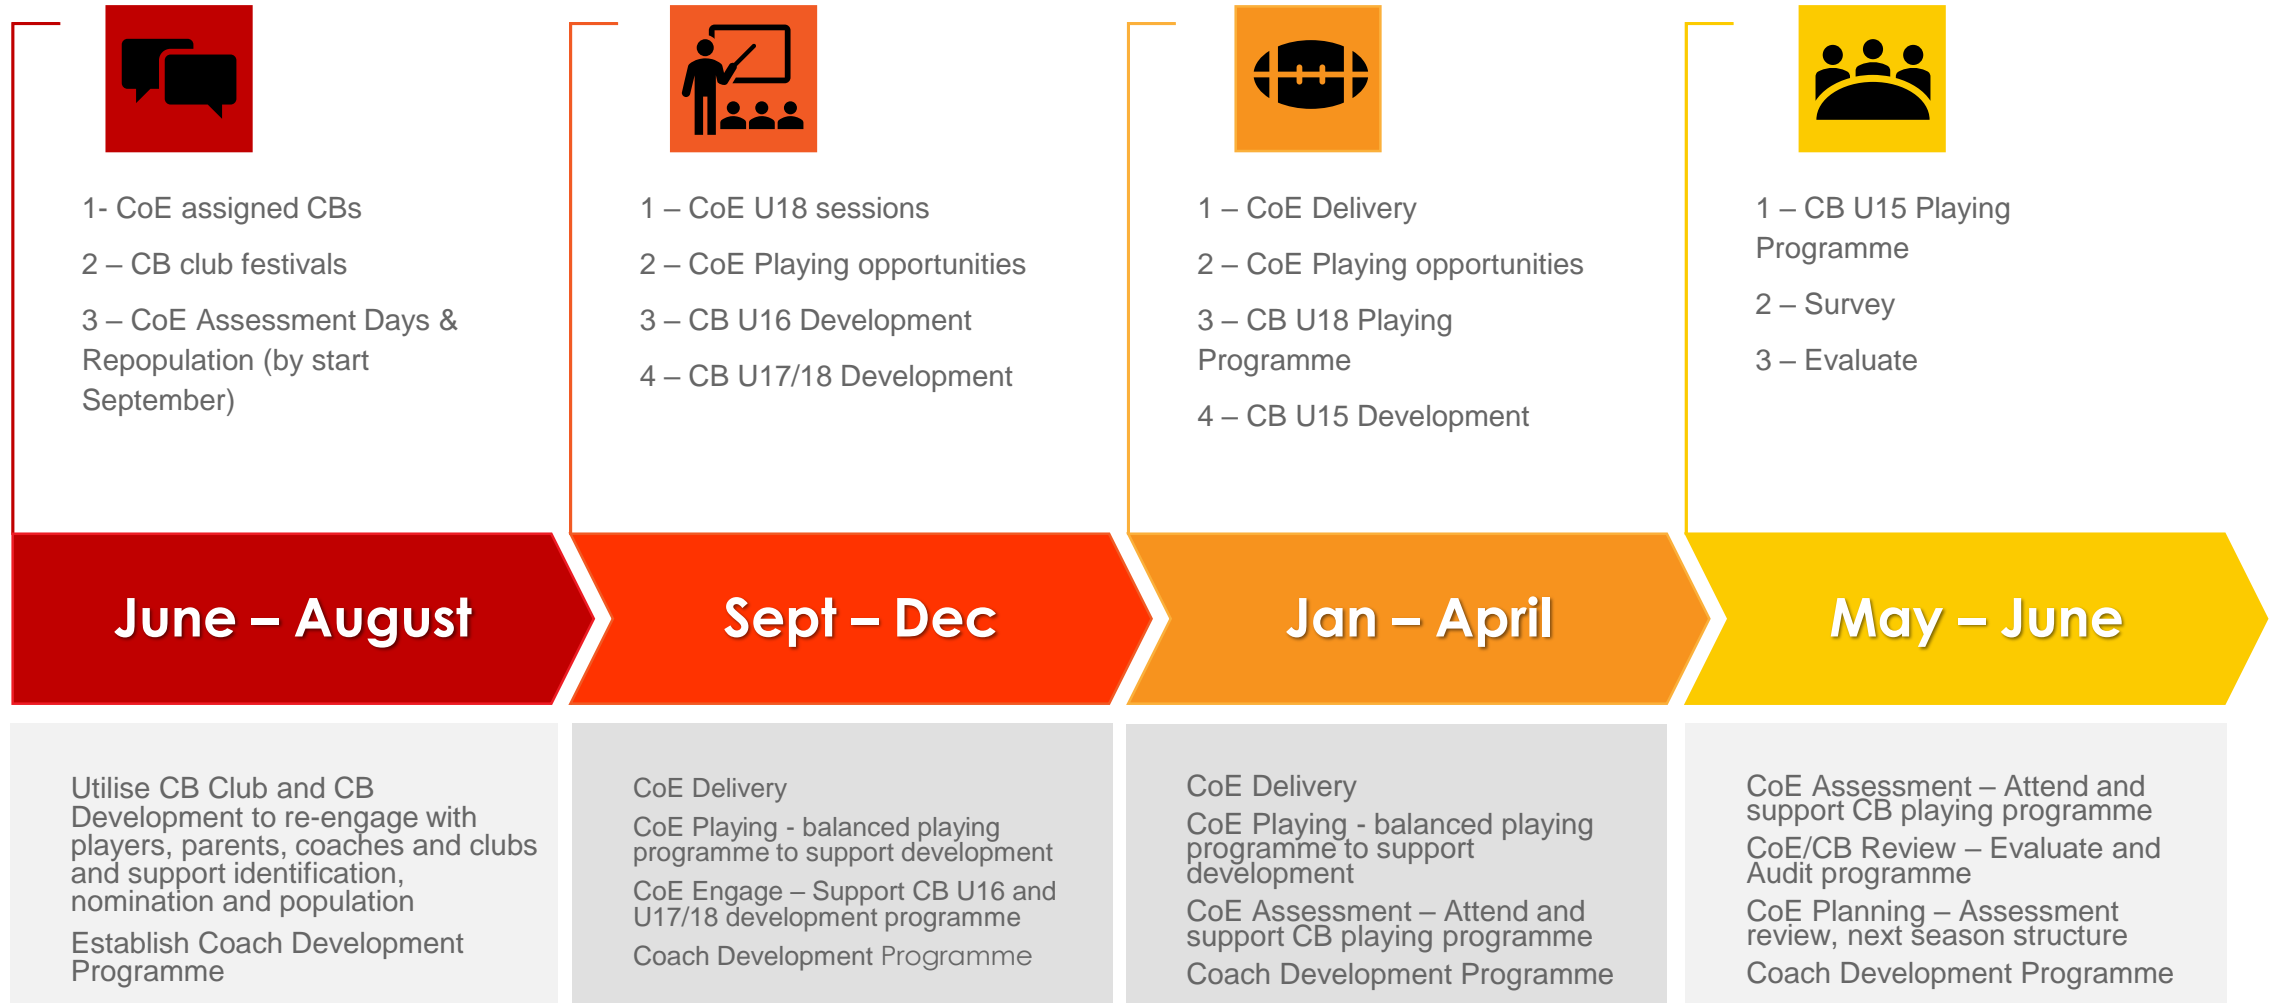 1- CoE assigned CBs
2 – CB club festivals
3 – CoE Assessment Days &
Repopulation (by start
September)
1 – CoE U18 sessions
2 – CoE Playing opportunities
3 – CB U16 Development
4 – CB U17/18 Development
1 – CoE Delivery
2 – CoE Playing opportunities
3 – CB U18 Playing
Programme
4 – CB U15 Development
1 – CB U15 Playing
Programme
2 – Survey
3 – Evaluate
June – August
Sept – Dec
Jan – April
May – June
Utilise CB Club and CB
Development to re-engage with
players, parents, coaches and clubs
and support identification,
nomination and population
Establish Coach Development
Programme
CoE Delivery
CoE Playing - balanced playing
programme to support development
CoE Engage – Support CB U16 and
U17/18 development programme
Coach Development Programme
CoE Delivery
CoE Playing - balanced playing
programme to support
development
CoE Assessment – Attend and
support CB playing programme
Coach Development Programme
CoE Assessment – Attend and
support CB playing programme
CoE/CB Review – Evaluate and
Audit programme
CoE Planning – Assessment
review, next season structure
Coach Development Programme